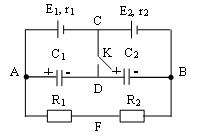 E₁, r₁ C E₂, r₂
C₁ K C₂
A + - + - B
D
R₁ R₂
F